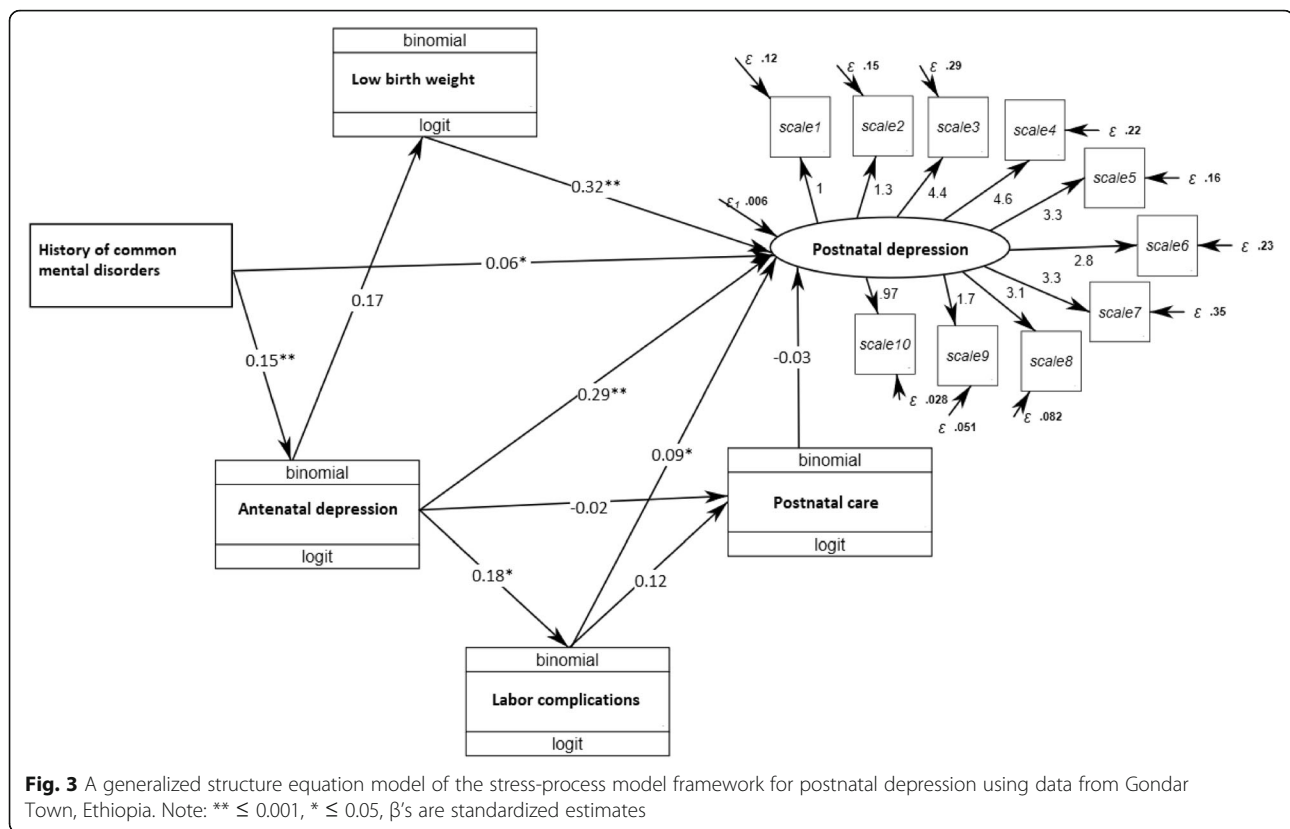 binomial
Low birth weight
logit
ε .12
ε .15
ε .29
scale1
scale2
scale3
scale4
ε .22
scale5
ε .16
scale6
ε .23
scale7
ε .35
scale8
ε .082
scale9
ε .051
scale10
ε .028
1
1.3
4.4
4.6
3.3
2.8
3.3
3.1
1.7
.97
ε1 .006
Postnatal depression
0.32**
History of common
mental disorders
0.06*
0.17
0.15**
0.29**
-0.03
0.09*
binomial
Antenatal depression
logit
-0.02
binomial
Postnatal care
logit
0.18*
0.12
binomial
Labor complications
logit
Fig. 3 A generalized structure equation model of the stress-process model framework for postnatal depression using data from Gondar
Town, Ethiopia. Note: ** ≤ 0.001, * ≤ 0.05, β's are standardized estimates